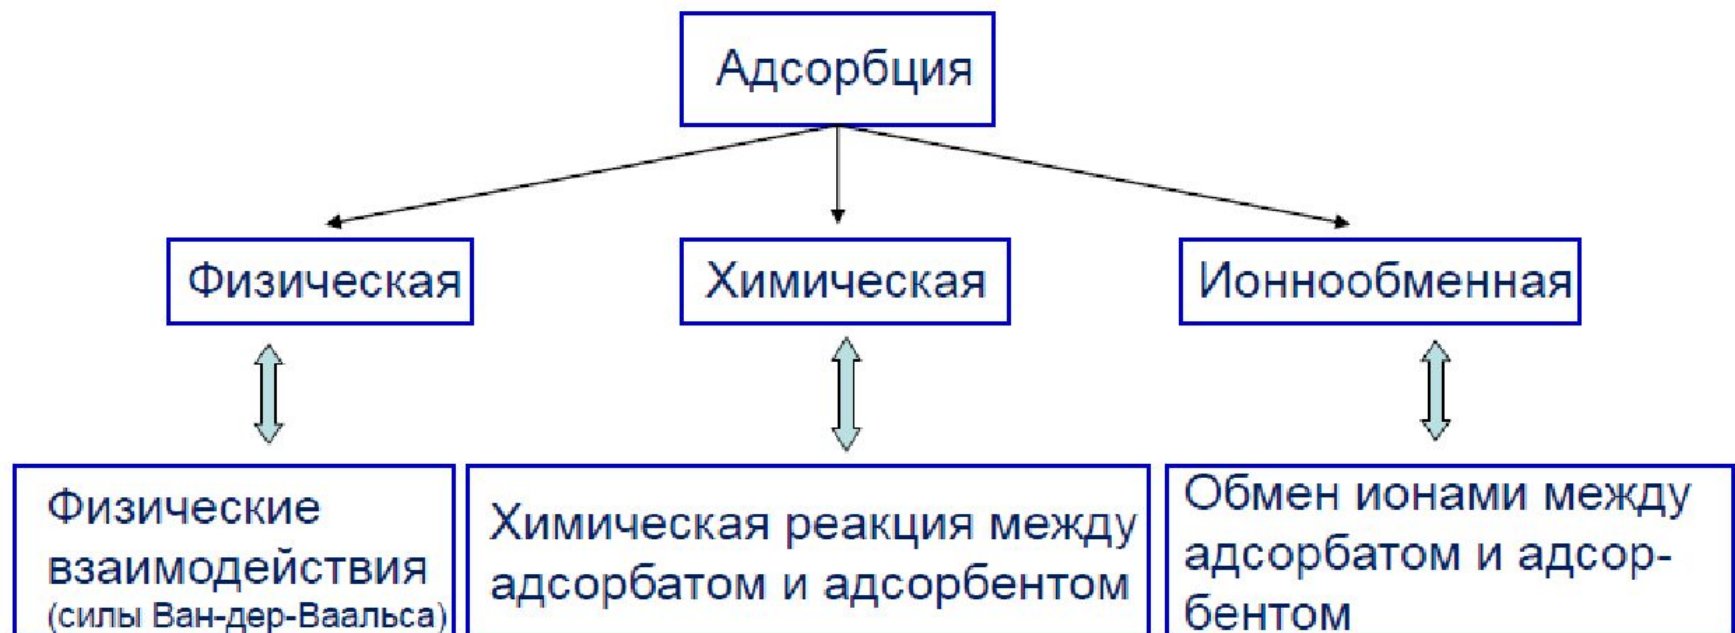 Адсорбция
Физическая
Химическая
Ионнообменная
Физические
взаимодействия
(силы Ван-дер-Ваальса)
Химическая реакция между
адсорбатом и адсорбентом
Обмен ионами между
адсорбатом и адсор-
бентом